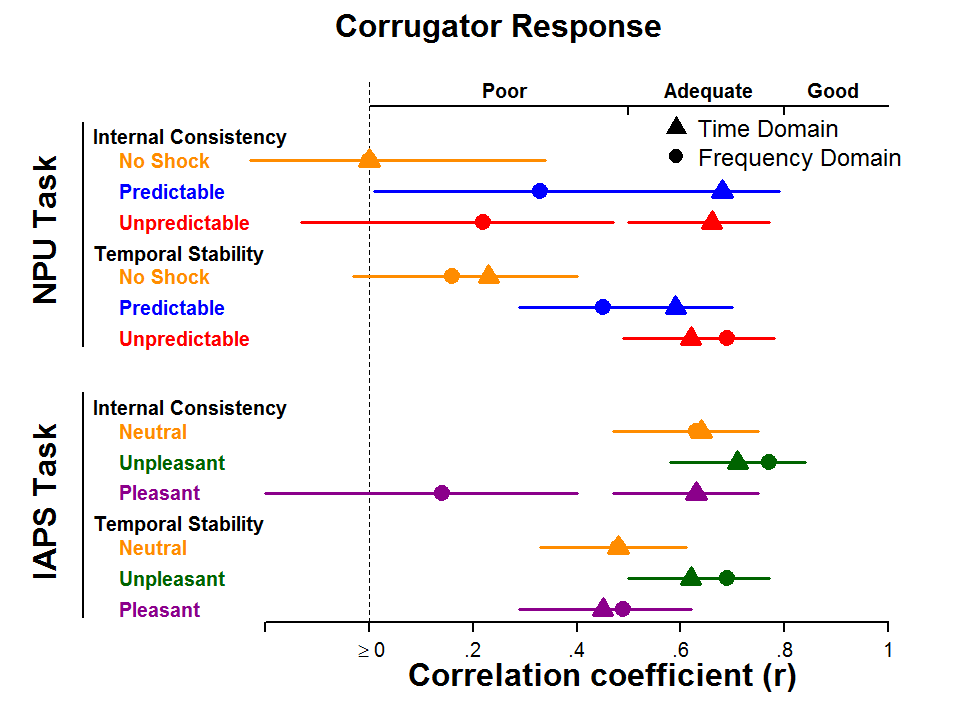 Corrugator Response
Poor Adequate Good
Time Domain
Frequency Domain
NPU Task
Internal Consistency
No Shock
Predictable
Unpredictable
Temporal Stability
No Shock
Predictable
Unpredictable
IAPS Task
Internal Consistency
Neutral
Unpleasant
Pleasant
Temporal Stability
Neutral
Unpleasant
Pleasant
≥ 0 .2 .4 .6 .8 1
Correlation coefficient (r)